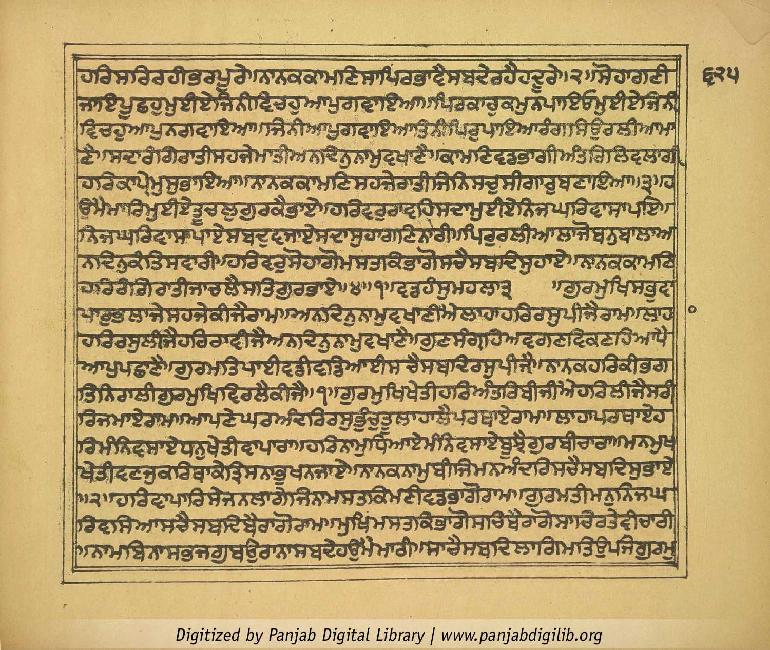 ਹਰਿਸਰਿਰਹੀਭਰਪੂਰੇ॥ਨਾਨਕਕਾਮਣਿਸਾਪਿਰਭਾਵੈਸਬਦੇਰਹੈਹਦੂਰੇ॥੨॥ਸੋਹਾਗਣੀ
੬੨੫
ਜਾਇਪੂਛਹੁਮੁਈਏਜਿਨੀਵਿਚਹੁਆਪੁਗਵਾਇਆ॥ਪਿਰਕਾਹੁਕਮੁਨਪਾਇਓਮੁਈਏਜਿਨੀ
ਵਿਚਹੁਆਪੁਨਗਵਾਇਆ॥ਜਿਨੀਆਪੁਗਵਾਇਆਤਿਨੀਪਿਰੁਪਾਇਆਰੰਗਸਿਉਰਲੀਆਮਾ
ਣੈ॥ਸਦਾਰੰਗਿਰਾਤੀਸਹਜੇਮਾਤੀਅਨਦਿਨੁਨਾਮੁਵਖਾਣੈ॥ਕਾਮਣਿਵਡਭਾਗੀਅੰਤਰਿਲਿਵਲਾਗੀ
ਹਰਿਕਾਪ੍ਰੇਮੁਸੁਭਾਇਆ॥ਨਾਨਕਕਾਮਣਿਸਹਜੇਰਾਤੀਜਿਨਿਸਚੁਸੀਗਾਰੁਬਣਾਇਆ॥੩॥ਹ
ਉਮੈਮਾਰਿਮੁਈਏਤੂਚਲੁਗੁਰਕੈਭਾਏ॥ਹਰਿਵਰੁਰਾਵਹਿਸਦਾਮੁਈਏਨਿਜਘਰਿਵਾਸਾਪਾਏ॥
ਨਿਜਘਰਿਵਾਸਾਪਾਏਸਬਦੁਵਜਾਏਸਦਾਸੁਹਾਗਣਿਨਾਰੀ॥ਪਿਰੁਰਲੀਆਲਾਜੋਬਨੁਬਾਲਾਅ
ਨਦਿਨੁਕੰਤਿਸਵਾਰੀ॥ਹਰਿਵਰੁਸੋਹਾਗੋਮਸਤਕਿਭਾਗੋਸਚੈਸਬਦਿਸੁਹਾਏ॥ਨਾਨਕਕਾਮਣਿ
ਹਰਿਰੰਗਿਰਾਤੀਜਾਚਲੈਸਤਿਗੁਰਭਾਏ॥੪॥੧॥ਵਡਹੰਸੁਮਹਲਾ੩ ॥ਗੁਰਮੁਖਿਸਭੁਵਾ
ਪਾਰੁਭਲਾਜੇਸਹਜੇਕੀਜੈਰਾਮ॥ਅਨਦਿਨੁਨਾਮੁਵਖਾਣੀਐਲਾਹਾਹਰਿਰਸੁਪੀਜੈਰਾਮ॥ਲਾਹਾ
ਹਰਿਰਸੁਲੀਜੈਹਰਿਰਾਵੀਜੈਅਨਦਿਨੁਨਾਮੁਵਖਾਣੈ॥ਗੁਣਸੰਗ੍ਰਹਿਅਵਗਣਵਿਕਣਹਿਆਪੈ
ਆਪੁਪਛਾਣੈ॥ਗੁਰਮਤਿਪਾਈਵਡੀਵਡਿਆਈਸਚੈਸਬਦਿਰਸੁਪੀਜੈ॥ਨਾਨਕਹਰਿਕੀਭਗ
ਤਿਨਿਰਾਲੀਗੁਰਮੁਖਿਵਿਰਲੈਕੀਜੈ॥੧॥ਗੁਰਮੁਖਿਖੇਤੀਹਰਿਅੰਤਰਿਬੀਜੀਐਹਰਿਲੀਜੈਸਰੀ
ਰਿਜਮਾਏਰਾਮ॥ਆਪਣੇਘਰਅੰਦਰਿਰਸੁਭੁੰਚੁਤੂਲਾਹਾਲੈਪਰਥਾਏਰਾਮ॥ਲਾਹਾਪਰਥਾਏਹ
ਰਿਮੰਨਿਵਸਾਏਧਨੁਖੇਤੀਵਾਪਾਰਾ॥ਹਰਿਨਾਮੁਧਿਆਏਮੰਨਿਵਸਾਏਬੂਝੈਗੁਰਬੀਚਾਰਾ॥ਮਨਮੁਖ
ਖੇਤੀਵਣਜੁਕਰਿਥਾਕੇਤ੍ਰਿਸਨਾਭੁਖਨਜਾਏ॥ਨਾਨਕਨਾਮੁਬੀਜਿਮਨਅੰਦਰਿਸਚੈਸਬਦਿਸੁਭਾਏ
॥੨॥ਹਰਿਵਾਪਾਰਿਸੇਜਨਲਾਗੇਜਿਨਾਮਸਤਕਿਮਣੀਵਡਭਾਗੋਰਾਮ॥ਗੁਰਮਤੀਮਨੁਨਿਜਘ
ਰਿਵਸਿਆਸਚੈਸਬਦਿਬੈਰਾਗੋਰਾਮ॥ਮੁਖਿਮਸਤਕਿਭਾਗੋਸਚਿਬੈਰਾਗੋਸਾਚਿਰਤੇਵੀਚਾਰੀ
॥ਨਾਮਬਿਨਾਸਭੁਜਗੁਬਉਰਾਨਾਸਬਦੇਹਉਮੈਮਾਰੀ॥ਸਾਚੈਸਬਦਿਲਾਗਿਮਤਿਉਪਜੈਗੁਰਮੁ
Digitized by Panjab Digital Library | www.panjabdigilib.org